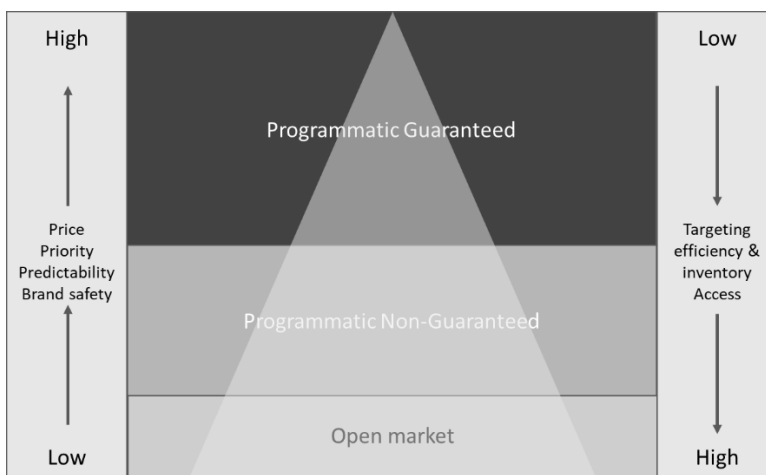 High
Low
Programmatic Guaranteed
Price
Priority
Predictability
Brand safety
Targeting
efficiency &
inventory
Access
Programmatic Non-Guaranteed
Open market
Low
High